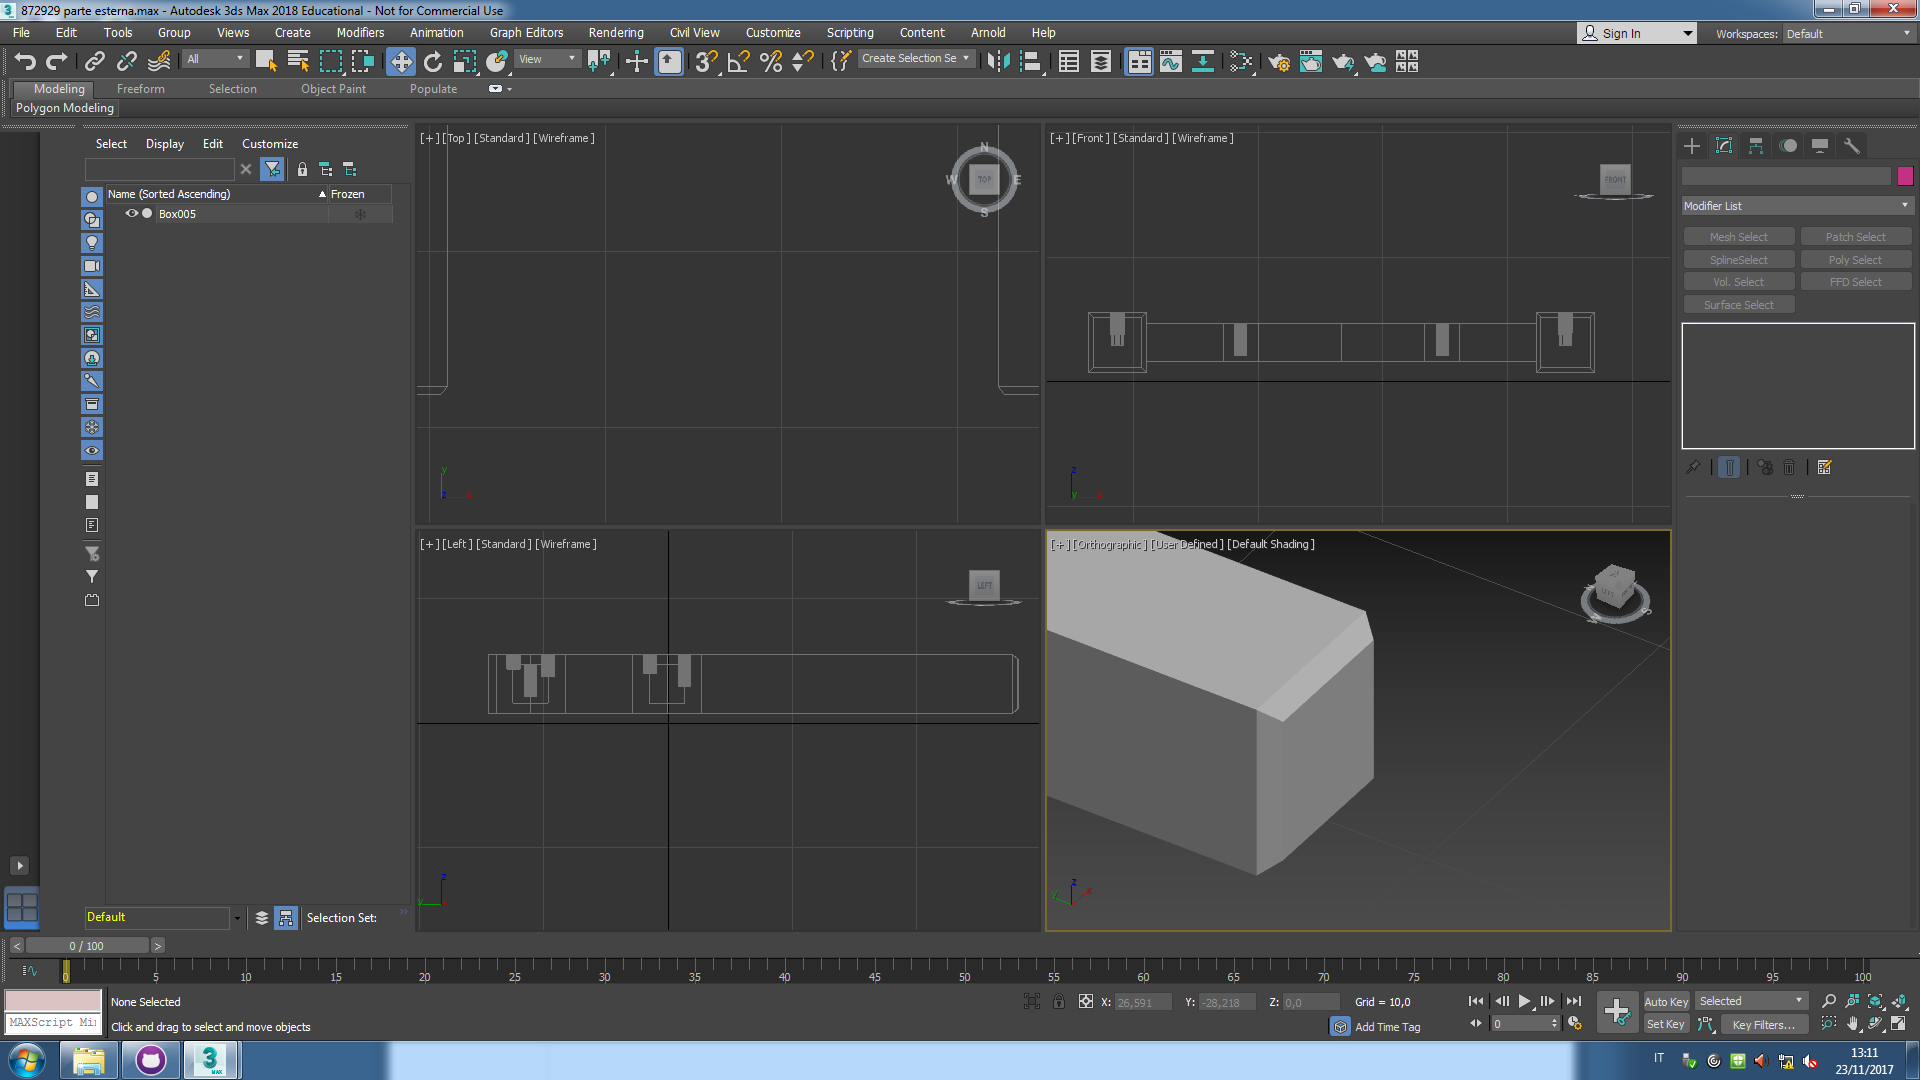 872929 parte esterna.max - Autodesk 3ds Max 2018 Educational - Not for Commercial Use
File Edit Tools Group Views Create Modifiers Animation Graph Editors Rendering Civil View Customize Scripting Content Arnold Help
Sign In
Workspaces: Default
All
View
Create Selection Se
Modeling Freeform Selection Object Paint Populate
Polygon Modeling
Select Display Edit Customize
Name (Sorted Ascending)
Frozen
Box005
[+][Top][Standard][Wireframe]
N
W TOP E
S
[+][Front][Standard][Wireframe]
FRONT
[+][Left][Standard][Wireframe]
LEFT
[+][Orthographic][User Defined][Default Shading]
Modifier List
Mesh Select Patch Select
SplineSelect Poly Select
Vol. Select FFD Select
Surface Select
Default
Selection Set:
< 0 / 100 >
0 5 10 15 20 25 30 35 40 45 50 55 60 65 70 75 80 85 90 95 100
None Selected
MAXScript Mi
Click and drag to select and move objects
X: 26,591 Y: -28,218 Z: 0,0 Grid = 10,0
Add Time Tag
0
Auto Key Selected
Set Key Key Filters...
3 MAX
IT
13:11
23/11/2017